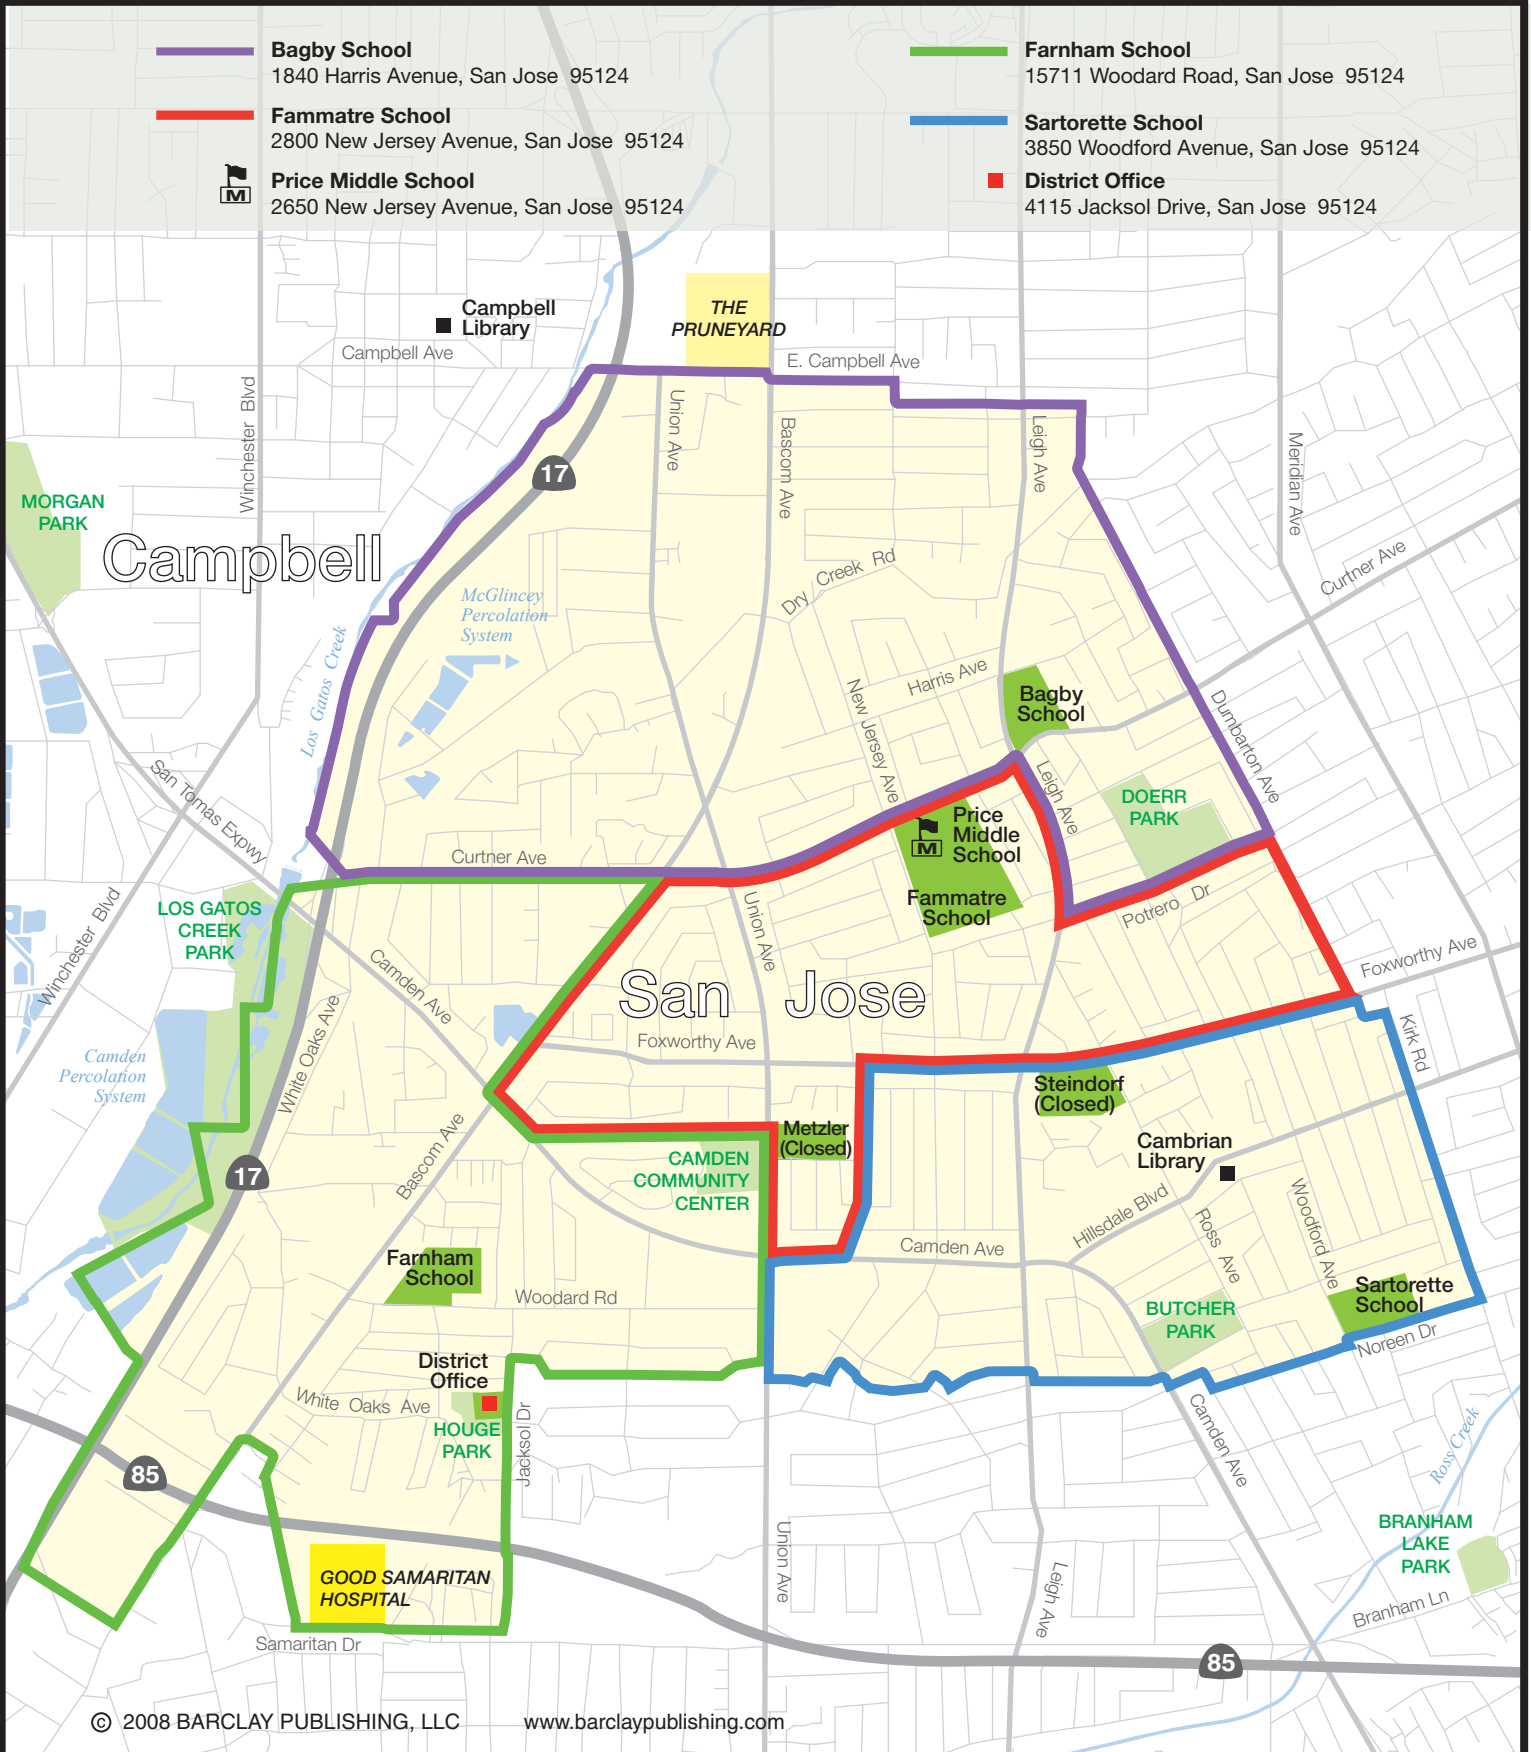 Bagby School
1840 Harris Avenue, San Jose 95124
Fammatre School
2800 New Jersey Avenue, San Jose 95124
M
Price Middle School
2650 New Jersey Avenue, San Jose 95124
Farnham School
15711 Woodard Road, San Jose 95124
Sartorette School
3850 Woodford Avenue, San Jose 95124
District Office
4115 Jacksol Drive, San Jose 95124
Campbell
Library
Campbell Ave
THE
PRUNEYARD
E. Campbell Ave
Winchester Blvd
Union Ave
Bascom Ave
Leigh Ave
Meridian Ave
17
MORGAN
PARK
Campbell
Curtner Ave
Dry Creek Rd
McGlincey
Percolation
System
Los Gatos Creek
Harris Ave
New Jersey Ave
Bagby
School
Dumbarton Ave
San Tomas Expwy
Leigh Ave
DOERR
PARK
Price
Middle
School
M
Curtner Ave
Fammatre
School
Potrero Dr
LOS GATOS
CREEK
PARK
Winchester Blvd
Union Ave
Camden Ave
Foxworthy Ave
San Jose
White Oaks Ave
Foxworthy Ave
Kirk Rd
Camden
Percolation
System
Steindorf
(Closed)
Metzler
(Closed)
Bascom Ave
Cambrian
Library
CAMDEN
COMMUNITY
CENTER
17
Hillsdale Blvd
Ross Ave
Woodford Ave
Camden Ave
Farnham
School
Woodard Rd
Sartorette
School
BUTCHER
PARK
Noreen Dr
District
Office
White Oaks Ave
HOUGE
PARK
Jacksol Dr
Camden Ave
Ross Creek
85
BRANHAM
LAKE
PARK
Union Ave
Leigh Ave
GOOD SAMARITAN
HOSPITAL
Branham Ln
Samaritan Dr
85
© 2008 BARCLAY PUBLISHING, LLC
www.barclaypublishing.com